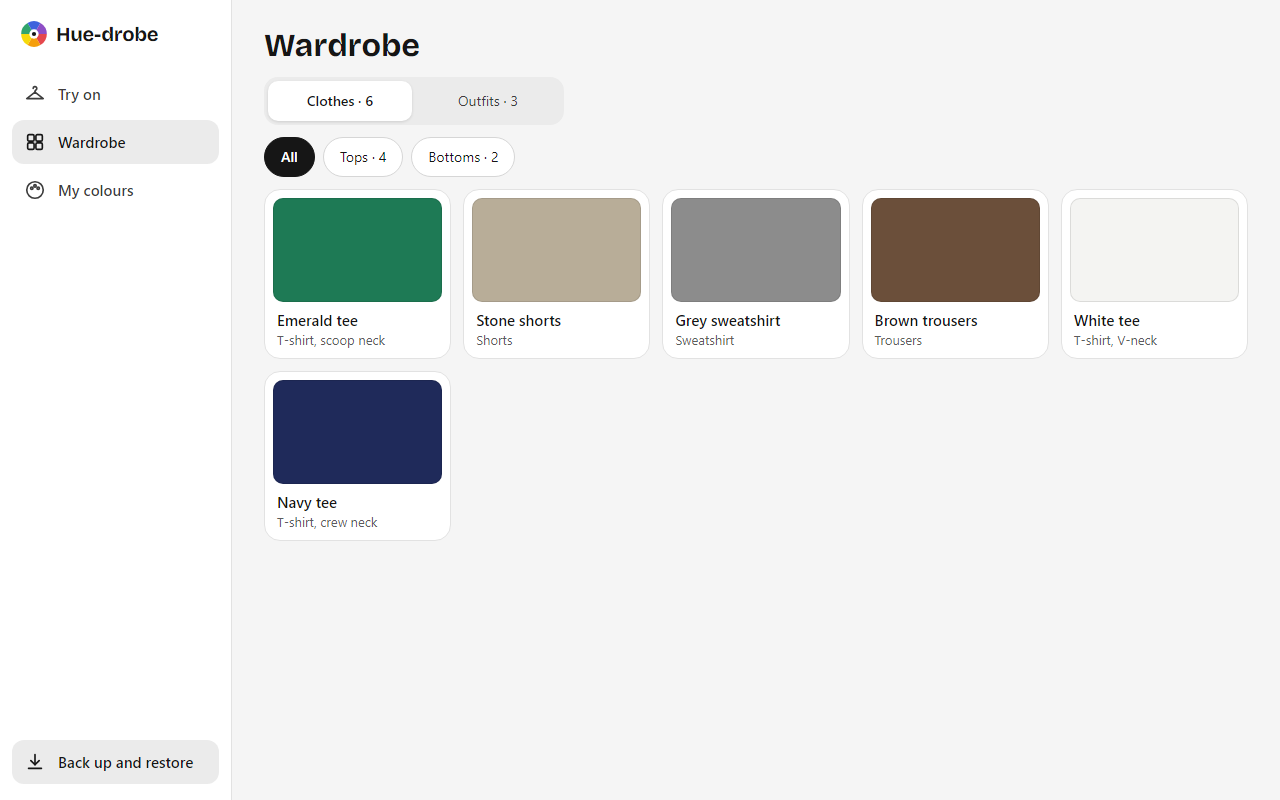 Hue-drobe
Try on
Wardrobe
My colours
Back up and restore
Wardrobe
Clothes · 6
Outfits · 3
All
Tops · 4
Bottoms · 2
Emerald tee
T-shirt, scoop neck
Stone shorts
Shorts
Grey sweatshirt
Sweatshirt
Brown trousers
Trousers
White tee
T-shirt, V-neck
Navy tee
T-shirt, crew neck